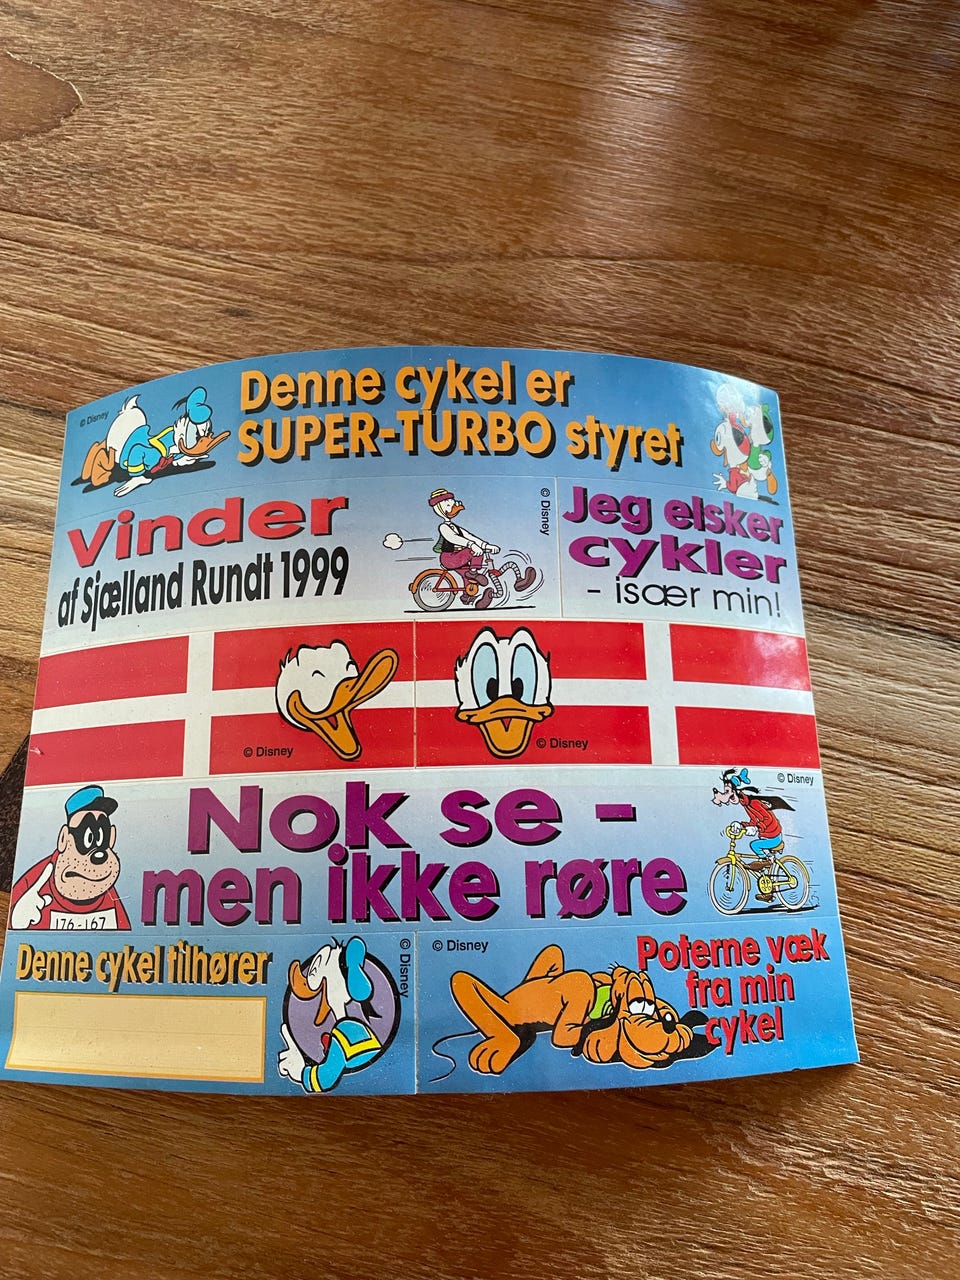 © Disney
Denne cykel er
SUPER-TURBO styret
Vinder
af Sjælland Rundt 1999
© Disney
Jeg elsker
cykler
- især min!
© Disney
© Disney
Nok se -
men ikke røre
176-167
© Disney
Denne cykel tilhører
© Disney
© Disney
Poterne væk
fra min
cykel